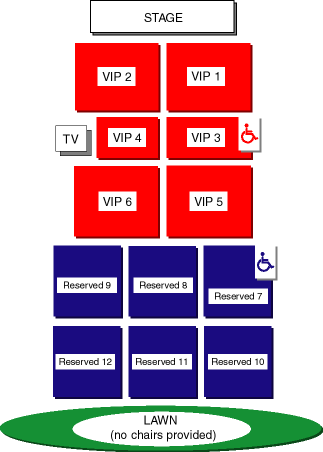 STAGE
VIP 2
VIP 1
TV
VIP 4
VIP 3
VIP 6
VIP 5
Reserved 9
Reserved 8
Reserved 7
Reserved 12
Reserved 11
Reserved 10
LAWN
(no chairs provided)